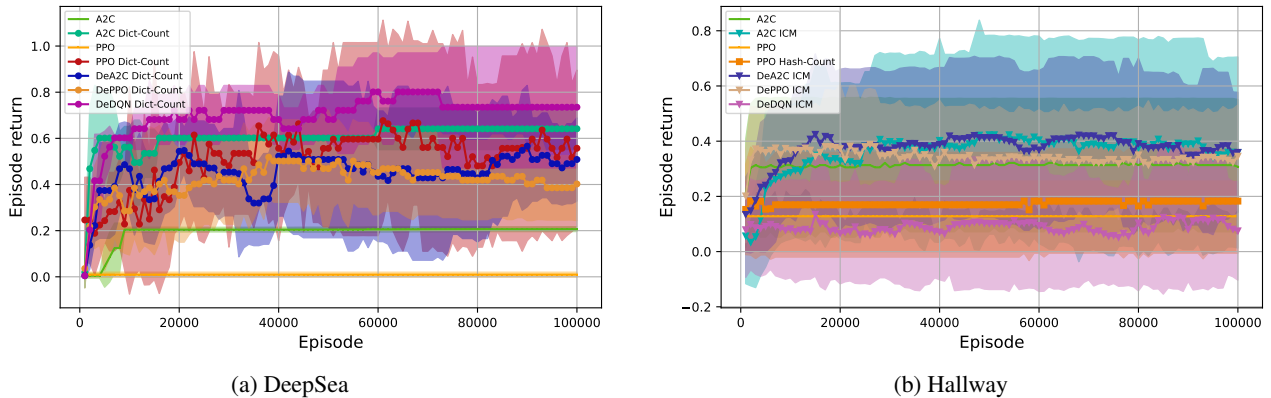 A2C
A2C Dict-Count
PPO
PPO Dict-Count
DeA2C Dict-Count
DePPO Dict-Count
DeDQN Dict-Count
1.0
0.8
0.6
0.4
0.2
0.0
Episode return
0
20000
40000
60000
80000
100000
Episode
(a) DeepSea
A2C
A2C ICM
PPO
PPO Hash-Count
DeA2C ICM
DePPO ICM
DeDQN ICM
0.8
0.6
0.4
0.2
0.0
−0.2
Episode return
0
20000
40000
60000
80000
100000
Episode
(b) Hallway